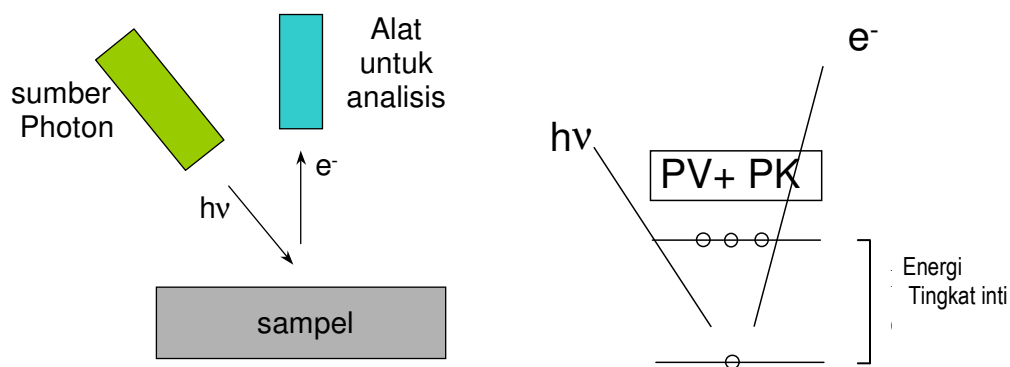 sumber
Photon
Alat
untuk
analisis
e-
hν
sampel
e-
hν
PV+ PK
Energi
Tingkat inti